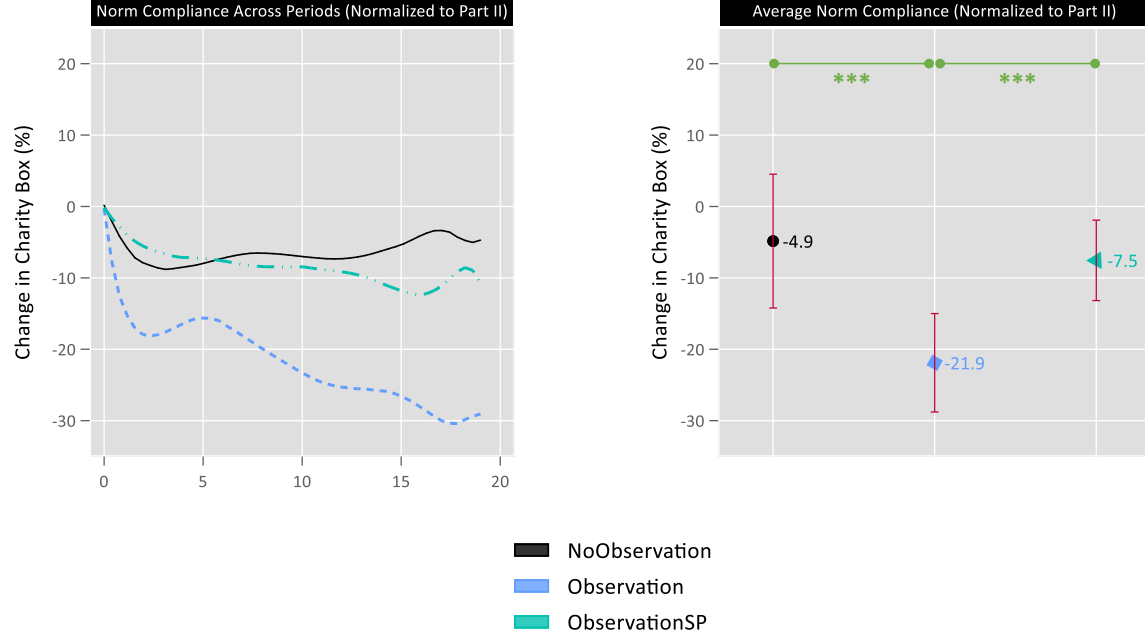 Norm Compliance Across Periods (Normalized to Part II)
Change in Charity Box (%)
20
10
0
-10
-20
-30
0 5 10 15 20
Average Norm Compliance (Normalized to Part II)
Change in Charity Box (%)
20
10
0
-10
-20
-30
*** ***
-4.9
-7.5
-21.9
NoObservation
Observation
ObservationSP